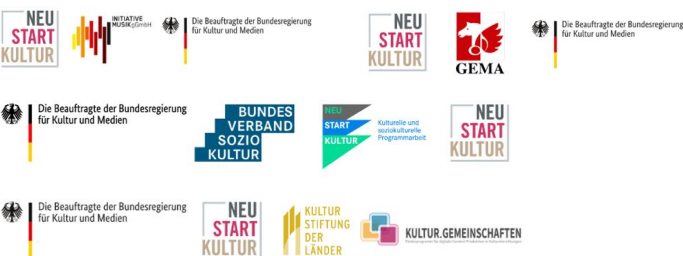 NEU
START
KULTUR
INITIATIVE
MUSIKgGmbH
Die Beauftragte der Bundesregierung
für Kultur und Medien
NEU
START
KULTUR
GEMA
Die Beauftragte der Bundesregierung
für Kultur und Medien
Die Beauftragte der Bundesregierung
für Kultur und Medien
BUNDES
VERBAND
SOZIO
KULTUR
NEU
START
KULTUR
Kulturelle und
soziokulturelle
Programmarbeit
NEU
START
KULTUR
Die Beauftragte der Bundesregierung
für Kultur und Medien
NEU
START
KULTUR
KULTUR
STIFTUNG
DER
LÄNDER
KULTUR.GEMEINSCHAFTEN